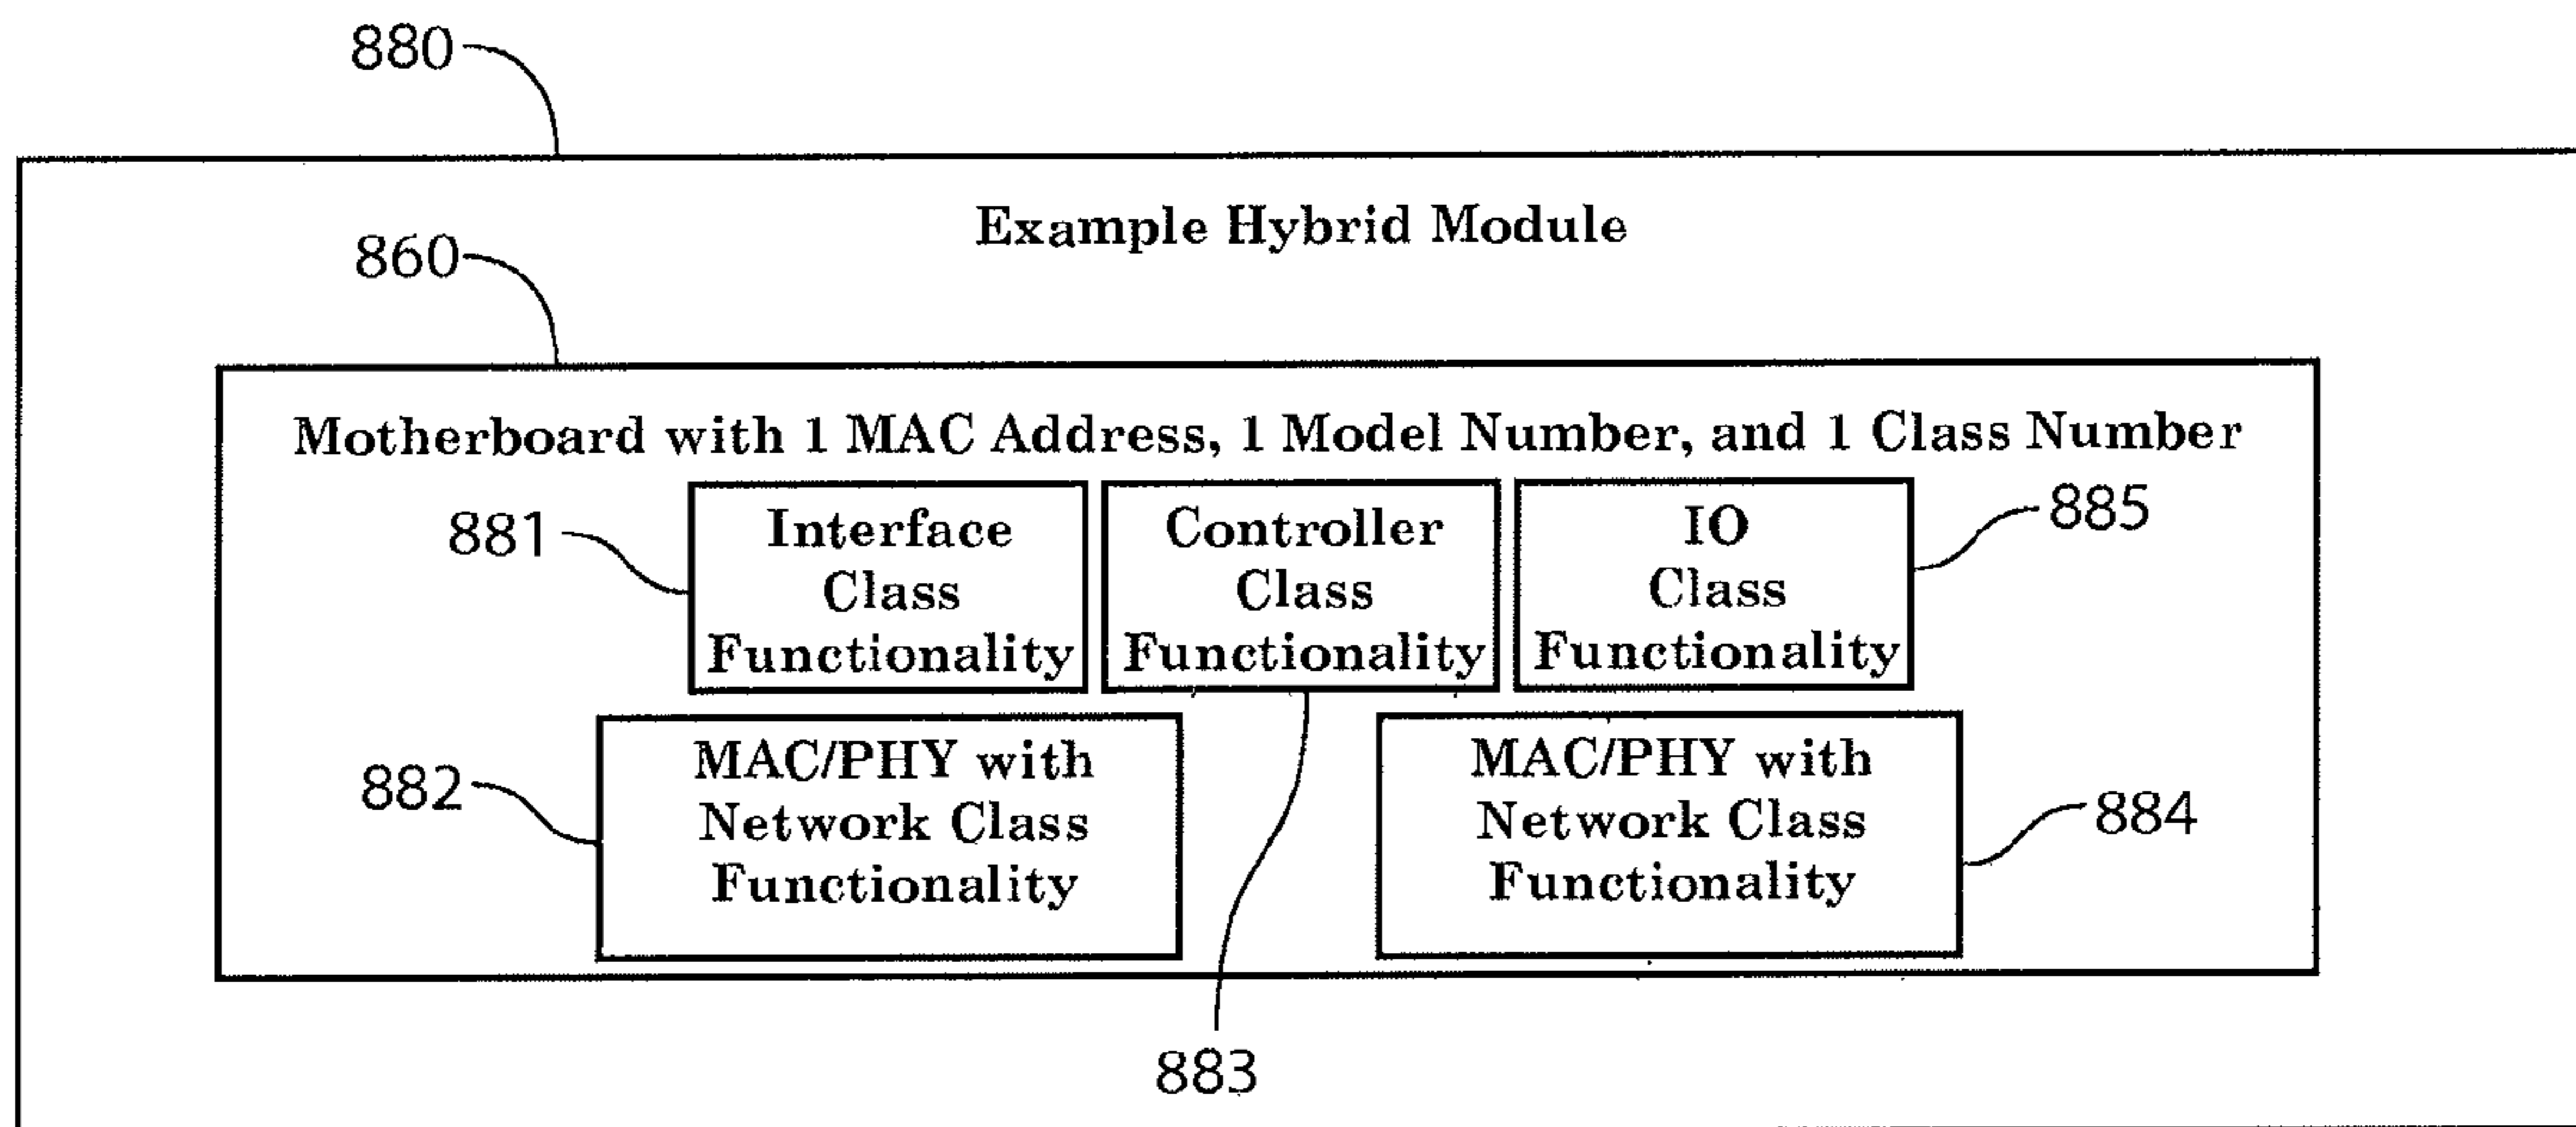 880
Example Hybrid Module
860
Motherboard with 1 MAC Address, 1 Model Number, and 1 Class Number
881
Interface
Class
Functionality
Controller
Class
Functionality
IO
Class
Functionality
885
882
MAC/PHY with
Network Class
Functionality
MAC/PHY with
Network Class
Functionality
884
883